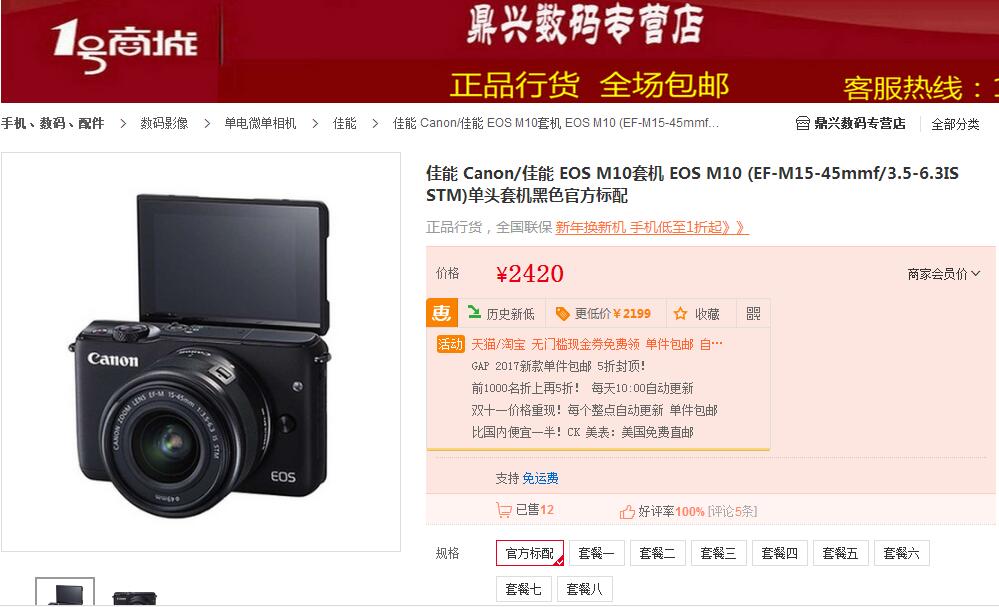 1号商城
鼎兴数码专营店
正品行货 全场包邮
客服热线：
手机、数码、配件 > 数码影像 > 单电微单相机 > 佳能 > 佳能 Canon/佳能 EOS M10套机 EOS M10 (EF-M15-45mmf...
鼎兴数码专营店 全部分类
佳能 Canon/佳能 EOS M10套机 EOS M10 (EF-M15-45mmf/3.5-6.3IS
STM)单头套机黑色官方标配
正品行货，全国联保 新年换新机 手机低至1折起》》
价格 ¥2420 商家会员价
惠 历史新低 更低价￥2199 收藏
活动 天猫/淘宝 无门槛现金券免费领 单件包邮 自…
GAP 2017新款单件包邮 5折封顶！
前1000名折上再5折！ 每天10:00自动更新
双十一价格重现！每个整点自动更新 单件包邮
比国内便宜一半！CK 美表：美国免费直邮
支持 免运费
已售12 好评率100% [评论5条]
规格 官方标配 套餐一 套餐二 套餐三 套餐四 套餐五 套餐六
套餐七 套餐八
Canon
CANON ZOOM LENS EF-M 15-45mm 1:3.5-6.3 IS STM
ø49mm
EOS